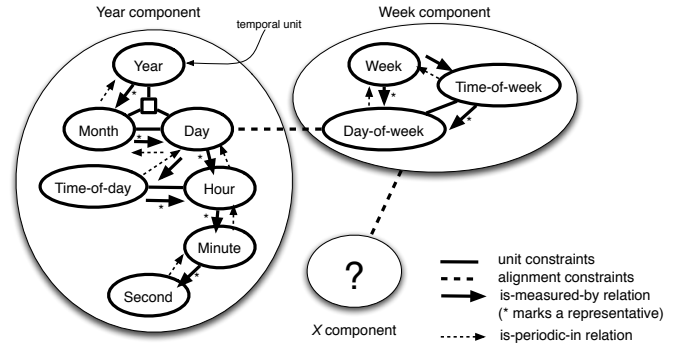 Year component
Week component
temporal unit
Year
Week
Time-of-week
*
*
Month
Day
Day-of-week
*
*
*
Time-of-day
Hour
*
*
Minute
?
unit constraints
*
alignment constraints
Second
is-measured-by relation
(* marks a representative)
X component
is-periodic-in relation